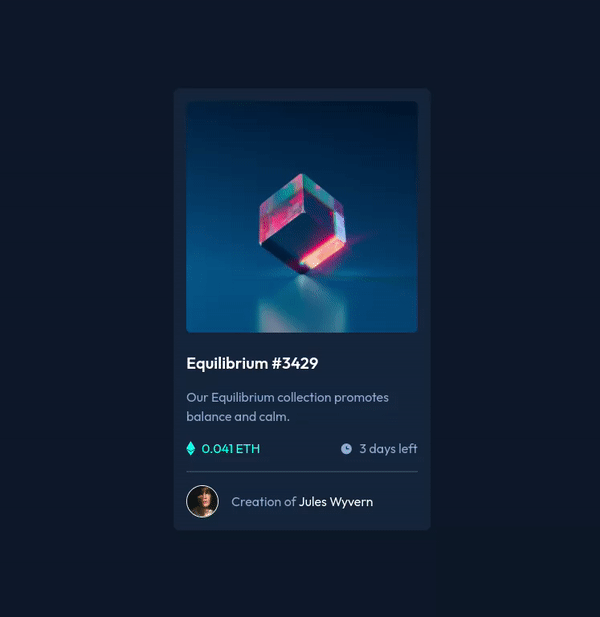 Equilibrium #3429
Our Equilibrium collection promotes
balance and calm.
0.041 ETH 3 days left
Creation of Jules Wyvern